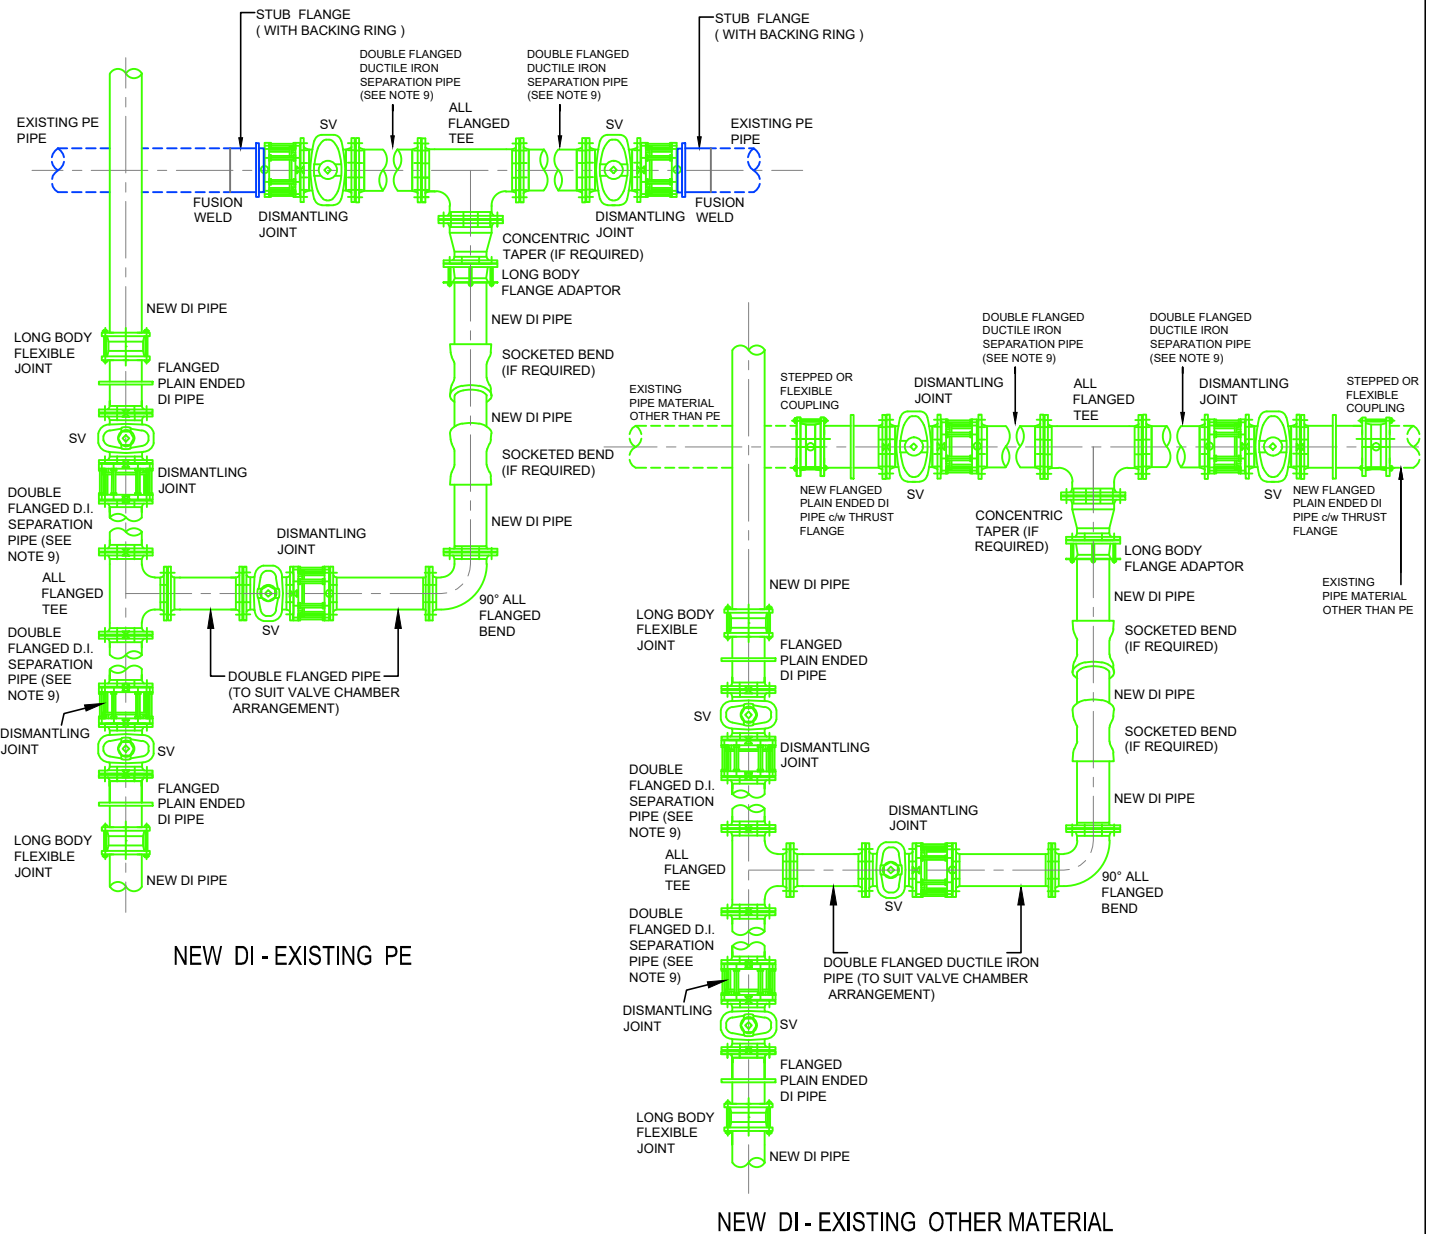 STUB FLANGE
( WITH BACKING RING )
STUB FLANGE
( WITH BACKING RING )
DOUBLE FLANGED
DUCTILE IRON
SEPARATION PIPE
(SEE NOTE 9)
DOUBLE FLANGED
DUCTILE IRON
SEPARATION PIPE
(SEE NOTE 9)
EXISTING PE
PIPE
SV
ALL
FLANGED
TEE
SV
EXISTING PE
PIPE
FUSION
WELD
DISMANTLING
JOINT
DISMANTLING
JOINT
FUSION
WELD
CONCENTRIC
TAPER (IF REQUIRED)
LONG BODY
FLANGE ADAPTOR
NEW DI PIPE
NEW DI PIPE
LONG BODY
FLEXIBLE
JOINT
FLANGED
PLAIN ENDED
DI PIPE
SOCKETED BEND
(IF REQUIRED)
NEW DI PIPE
SV
SOCKETED BEND
(IF REQUIRED)
DISMANTLING
JOINT
DOUBLE
FLANGED D.I.
SEPARATION
PIPE (SEE
NOTE 9)
NEW DI PIPE
DISMANTLING
JOINT
ALL
FLANGED
TEE
SV
90° ALL
FLANGED
BEND
DOUBLE
FLANGED D.I.
SEPARATION
PIPE (SEE
NOTE 9)
DOUBLE FLANGED PIPE
(TO SUIT VALVE CHAMBER
ARRANGEMENT)
DISMANTLING
JOINT
SV
FLANGED
PLAIN ENDED
DI PIPE
LONG BODY
FLEXIBLE
JOINT
NEW DI PIPE
NEW DI - EXISTING PE
DOUBLE FLANGED
DUCTILE IRON
SEPARATION PIPE
(SEE NOTE 9)
DOUBLE FLANGED
DUCTILE IRON
SEPARATION PIPE
(SEE NOTE 9)
EXISTING
PIPE MATERIAL
OTHER THAN PE
STEPPED OR
FLEXIBLE
COUPLING
DISMANTLING
JOINT
ALL
FLANGED
TEE
DISMANTLING
JOINT
STEPPED OR
FLEXIBLE
COUPLING
NEW FLANGED
PLAIN ENDED DI
PIPE c/w THRUST
FLANGE
SV
SV
NEW FLANGED
PLAIN ENDED DI
PIPE c/w THRUST
FLANGE
CONCENTRIC
TAPER (IF
REQUIRED)
LONG BODY
FLANGE ADAPTOR
EXISTING
PIPE MATERIAL
OTHER THAN PE
NEW DI PIPE
NEW DI PIPE
LONG BODY
FLEXIBLE
JOINT
SOCKETED BEND
(IF REQUIRED)
FLANGED
PLAIN ENDED
DI PIPE
NEW DI PIPE
SV
SOCKETED BEND
(IF REQUIRED)
DISMANTLING
JOINT
DOUBLE
FLANGED D.I.
SEPARATION
PIPE (SEE
NOTE 9)
NEW DI PIPE
DISMANTLING
JOINT
ALL
FLANGED
TEE
SV
90° ALL
FLANGED
BEND
DOUBLE
FLANGED D.I.
SEPARATION
PIPE (SEE
NOTE 9)
DOUBLE FLANGED DUCTILE IRON
PIPE (TO SUIT VALVE CHAMBER
ARRANGEMENT)
DISMANTLING
JOINT
SV
FLANGED
PLAIN ENDED
DI PIPE
LONG BODY
FLEXIBLE
JOINT
NEW DI PIPE
NEW DI - EXISTING OTHER MATERIAL